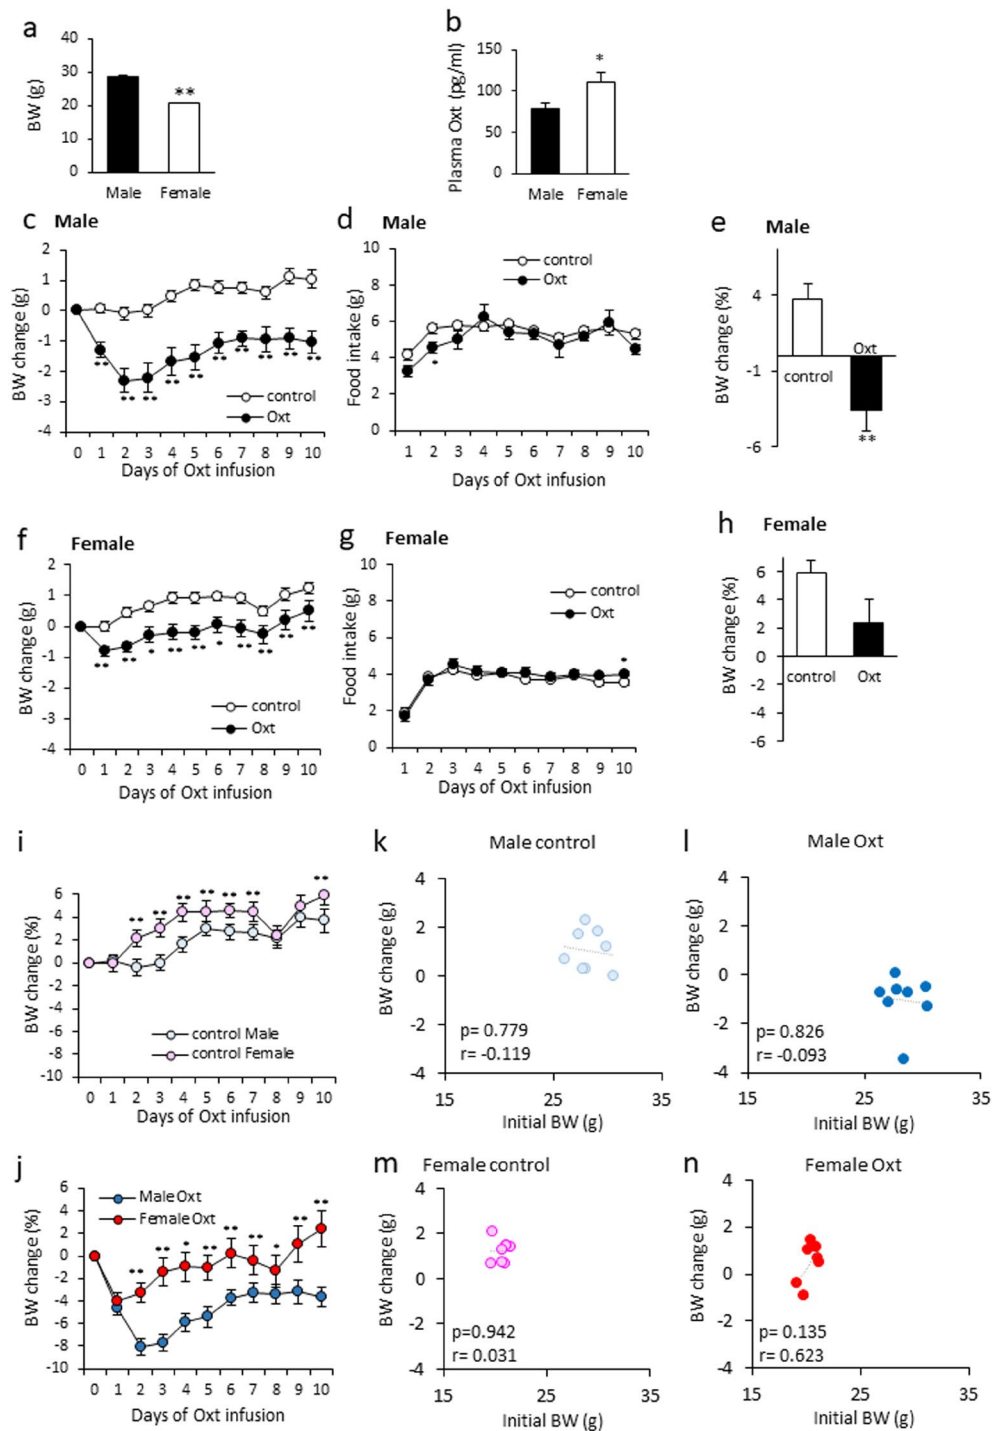 a
40
30
20
10
0
BW (g)
**
Male Female
b
150
100
50
0
Plasma Oxt (pg/ml)
*
Male Female
c Male
2
1
0
-1
-2
-3
-4
BW change (g)
** ** ** ** ** ** ** ** ** **
control
Oxt
0 1 2 3 4 5 6 7 8 9 10
Days of Oxt infusion
d Male
10
8
6
4
2
0
Food intake (g)
control
Oxt
*
1 2 3 4 5 6 7 8 9 10
Days of Oxt infusion
e Male
4
-1
-6
BW change (%)
Oxt
control
**
f Female
2
1
0
-1
-2
-3
-4
BW change (g)
** ** * ** ** * ** ** ** **
control
Oxt
0 1 2 3 4 5 6 7 8 9 10
Days of Oxt infusion
g Female
10
8
6
4
2
0
Food intake (g)
control
Oxt
*
1 2 3 4 5 6 7 8 9 10
Days of Oxt infusion
h Female
6
4
2
0
-2
-4
-6
BW change (%)
control Oxt
i
6
4
2
0
-2
-4
-6
-8
-10
BW change (%)
** ** ** ** ** ** **
control Male
control Female
0 1 2 3 4 5 6 7 8 9 10
Days of Oxt infusion
k Male control
4
2
0
-2
-4
BW change (g)
p= 0.779
r= -0.119
15 25 35
Initial BW (g)
l Male Oxt
4
2
0
-2
-4
BW change (g)
p= 0.826
r= -0.093
15 25 35
Initial BW (g)
j
6
4
2
0
-2
-4
-6
-8
-10
BW change (%)
Male Oxt
Female Oxt
** ** * ** ** ** * ** **
0 1 2 3 4 5 6 7 8 9 10
Days of Oxt infusion
m Female control
4
2
0
-2
-4
BW change (g)
p=0.942
r= 0.031
15 25 35
Initial BW (g)
n Female Oxt
4
2
0
-2
-4
BW change (g)
p= 0.135
r= 0.623
15 25 35
Initial BW (g)